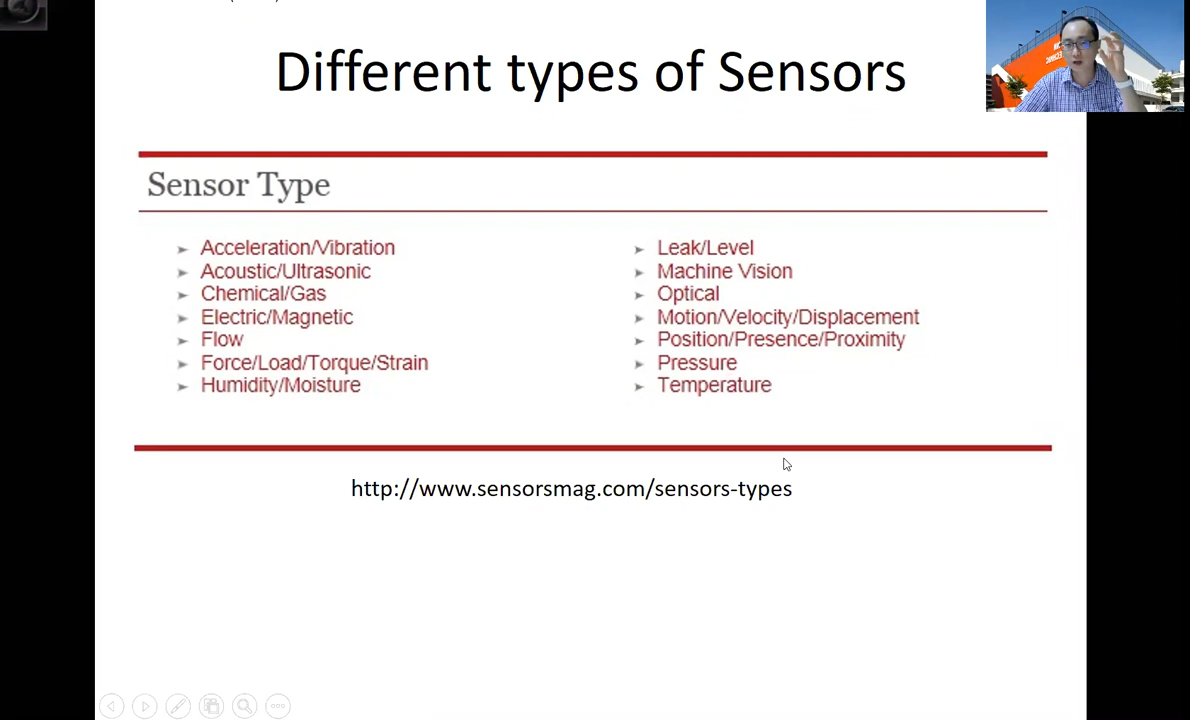 Different types of Sensors
Sensor Type
Acceleration/Vibration
Acoustic/Ultrasonic
Chemical/Gas
Electric/Magnetic
Flow
Force/Load/Torque/Strain
Humidity/Moisture
Leak/Level
Machine Vision
Optical
Motion/Velocity/Displacement
Position/Presence/Proximity
Pressure
Temperature
http://www.sensorsmag.com/sensors-types